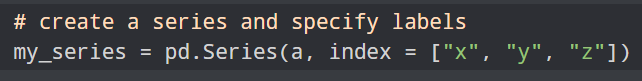 # create a series and specify labels
my_series = pd.Series(a, index = ["x", "y", "z"])